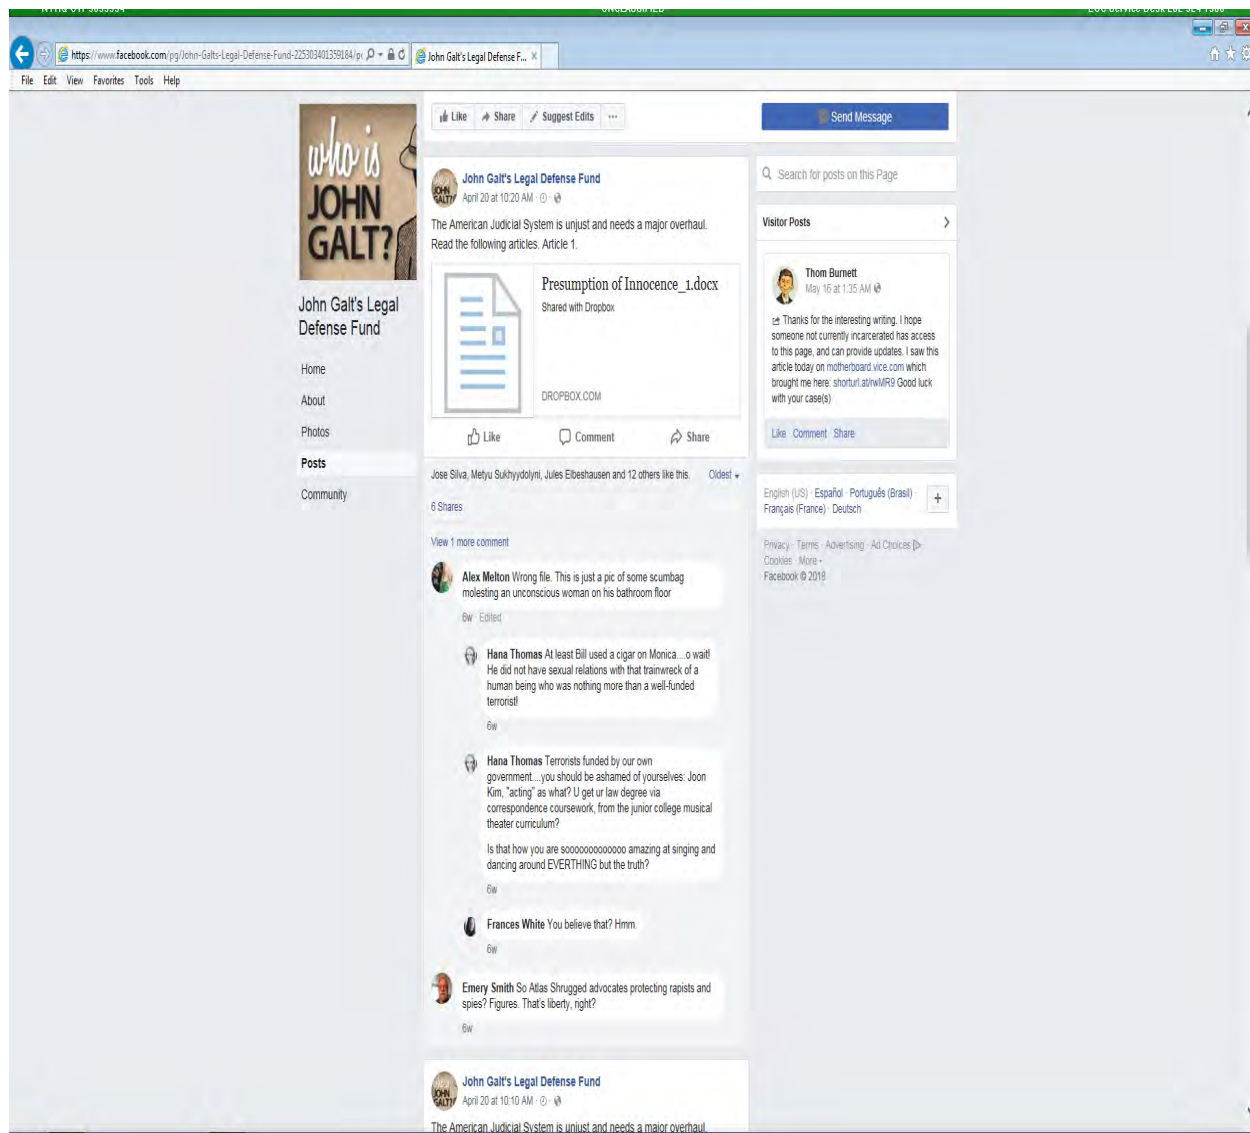 UNCLASSIFIED
https://www.facebook.com/pg/John-Galts-Legal-Defense-Fund-225303401359184/p
John Galt's Legal Defense F...
File Edit View Favorites Tools Help
who is
JOHN
GALT?
John Galt's Legal
Defense Fund
Home
About
Photos
Posts
Community
Like Share Suggest Edits ...
John Galt's Legal Defense Fund
April 20 at 10:20 AM
The American Judicial System is unjust and needs a major overhaul.
Read the following articles. Article 1.
Presumption of Innocence_1.docx
Shared with Dropbox
DROPBOX.COM
Like Comment Share
Jose Silva, Metyu Sukhyydolyni, Jules Elbeshausen and 12 others like this. Oldest
6 Shares
View 1 more comment
Alex Melton Wrong file. This is just a pic of some scumbag
molesting an unconscious woman on his bathroom floor
6w · Edited
Hana Thomas At least Bill used a cigar on Monica....o wait!
He did not have sexual relations with that trainwreck of a
human being who was nothing more than a well-funded
terrorist!
6w
Hana Thomas Terrorists funded by our own
government....you should be ashamed of yourselves: Joon
Kim, "acting" as what? U get ur law degree via
correspondence coursework, from the junior college musical
theater curriculum?
Is that how you are sooooooooooooo amazing at singing and
dancing around EVERTHING but the truth?
6w
Frances White You believe that? Hmm.
6w
Emery Smith So Atlas Shrugged advocates protecting rapists and
spies? Figures. That's liberty, right?
6w
John Galt's Legal Defense Fund
April 20 at 10:10 AM
The American Judicial System is unjust and needs a major overhaul.
Send Message
Search for posts on this Page
Visitor Posts
Thom Burnett
May 16 at 1:35 AM
Thanks for the interesting writing. I hope
someone not currently incarcerated has access
to this page, and can provide updates. I saw this
article today on motherboard.vice.com which
brought me here: shorturl.at/rwMR9 Good luck
with your case(s)
Like Comment Share
English (US) · Español · Português (Brasil) ·
Français (France) · Deutsch
Privacy · Terms · Advertising · Ad Choices
Cookies · More
Facebook © 2018